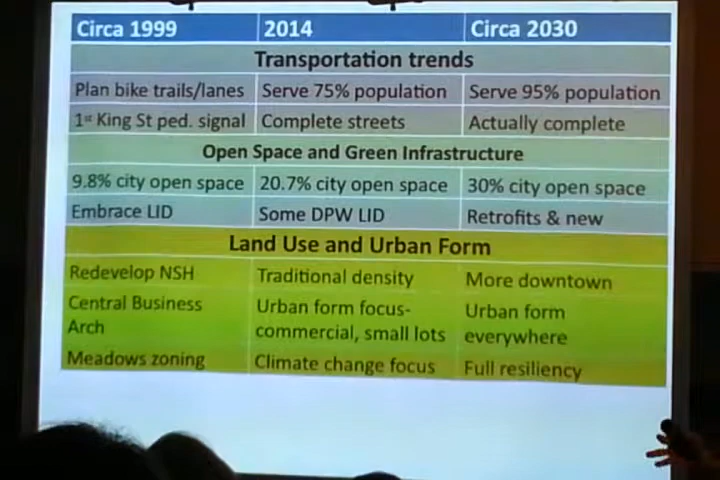 Circa 1999 2014 Circa 2030
Transportation trends
Plan bike trails/lanes Serve 75% population Serve 95% population
1st King St ped. signal Complete streets Actually complete
Open Space and Green Infrastructure
9.8% city open space 20.7% city open space 30% city open space
Embrace LID Some DPW LID Retrofits & new
Land Use and Urban Form
Redevelop NSH Traditional density More downtown
Central Business Urban form focus- Urban form
Arch commercial, small lots everywhere
Meadows zoning Climate change focus Full resiliency